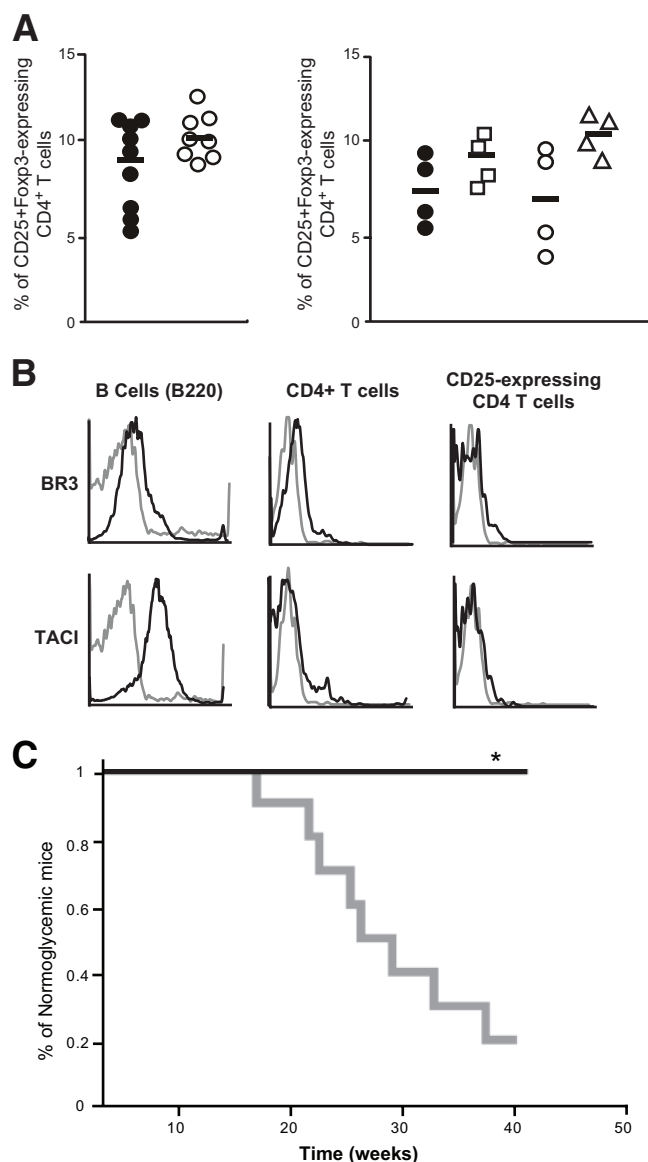 A
% of CD25+Foxp3-expressing
CD4+ T cells
15
10
5
0
% of CD25+Foxp3-expressing
CD4+ T cells
15
10
5
0
B
B Cells (B220)
CD4+ T cells
CD25-expressing
CD4 T cells
BR3
TACI
C
% of Normoglycemic mice
1
0.8
0.6
0.4
0.2
0
*
10
20
30
40
50
Time (weeks)